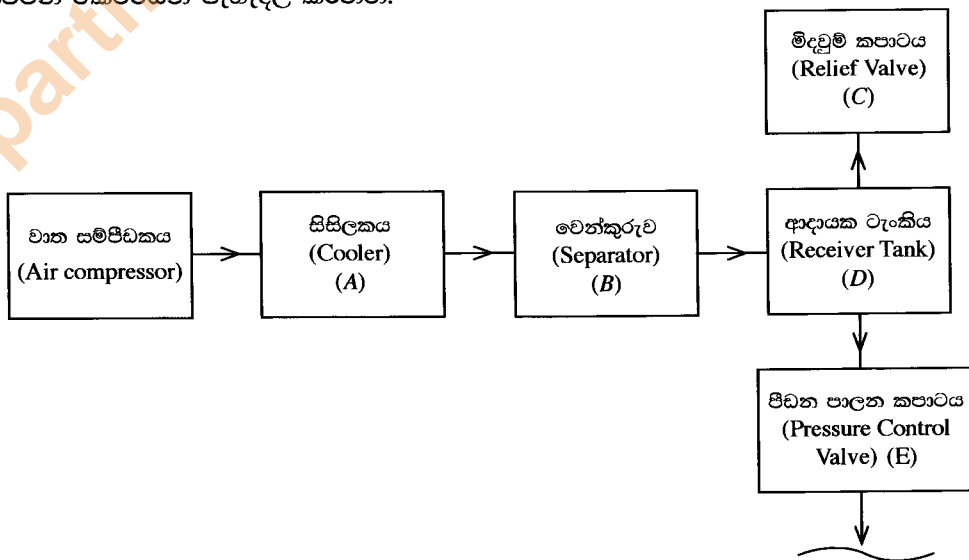 මිදවුම් කපාටය
(Relief Valve)
(C)
වාත සම්පීඩකය
(Air compressor)
සිසිලකය
(Cooler)
(A)
වෙන්කුරුව
(Separator)
(B)
ආදායක ටැංකිය
(Receiver Tank)
(D)
පීඩන පාලන කපාටය
(Pressure Control
Valve) (E)